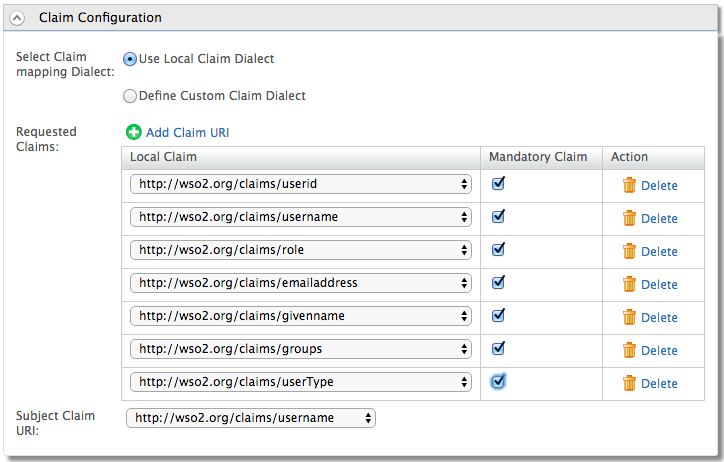 Claim Configuration
Select Claim
mapping Dialect:
Use Local Claim Dialect
Define Custom Claim Dialect
Requested
Claims:
Add Claim URI
Local Claim Mandatory Claim Action
http://wso2.org/claims/userid Delete
http://wso2.org/claims/username Delete
http://wso2.org/claims/role Delete
http://wso2.org/claims/emailaddress Delete
http://wso2.org/claims/givenname Delete
http://wso2.org/claims/groups Delete
http://wso2.org/claims/userType Delete
Subject Claim
URI:
http://wso2.org/claims/username